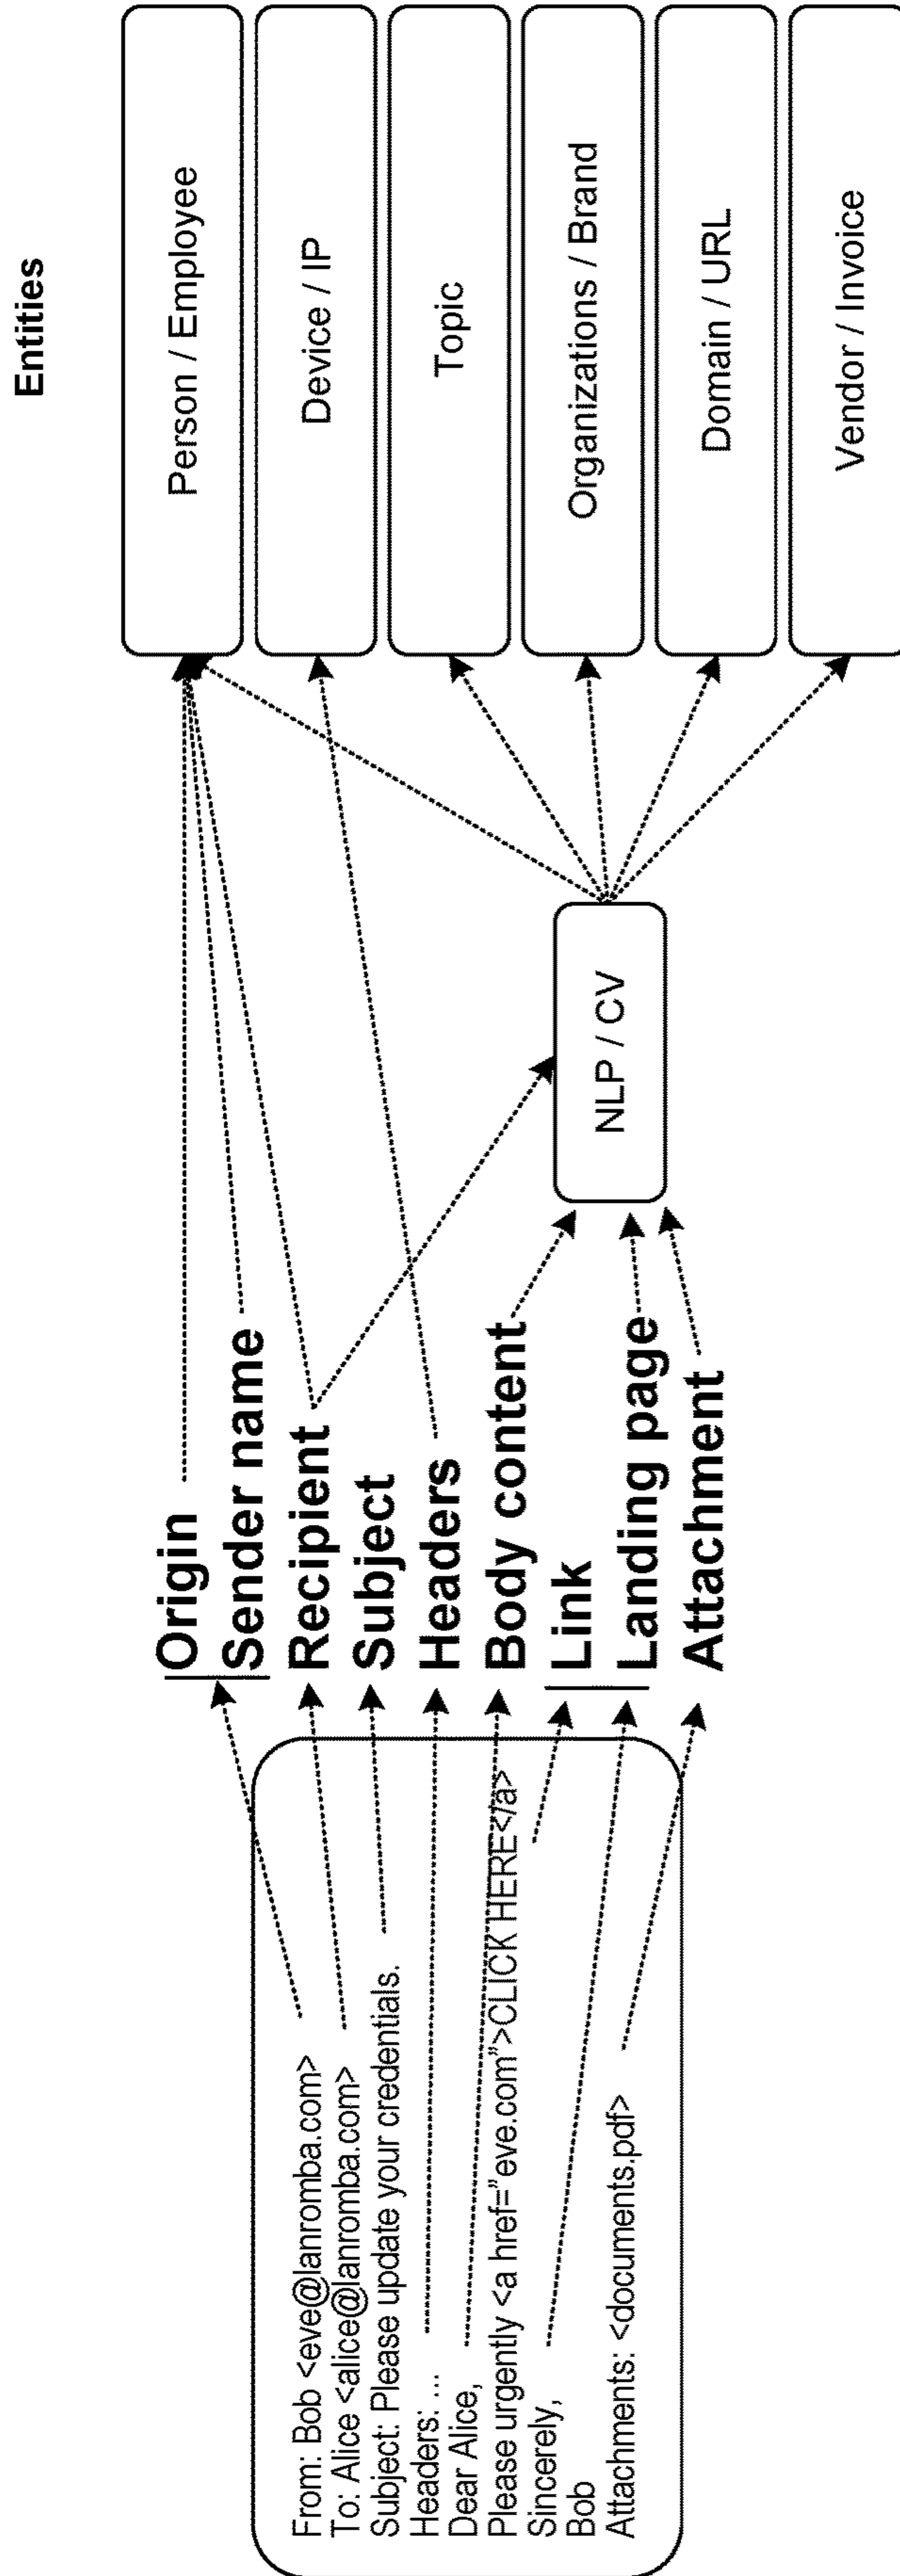 Entities
From: Bob <eve@lanromba.com>
To: Alice <alice@lanromba.com>
Subject: Please update your credentials.
Headers: ...
Dear Alice,
Please urgently <a href="eve.com”>CLICK HERE</a>
Sincerely,
Bob
Attachments: <documents.pdf>
Origin
Sender name
Recipient
Subject
Headers
Body content
Link
Landing page
Attachment
NLP / CV
Person / Employee
Device / IP
Topic
Organizations / Brand
Domain / URL
Vendor / Invoice